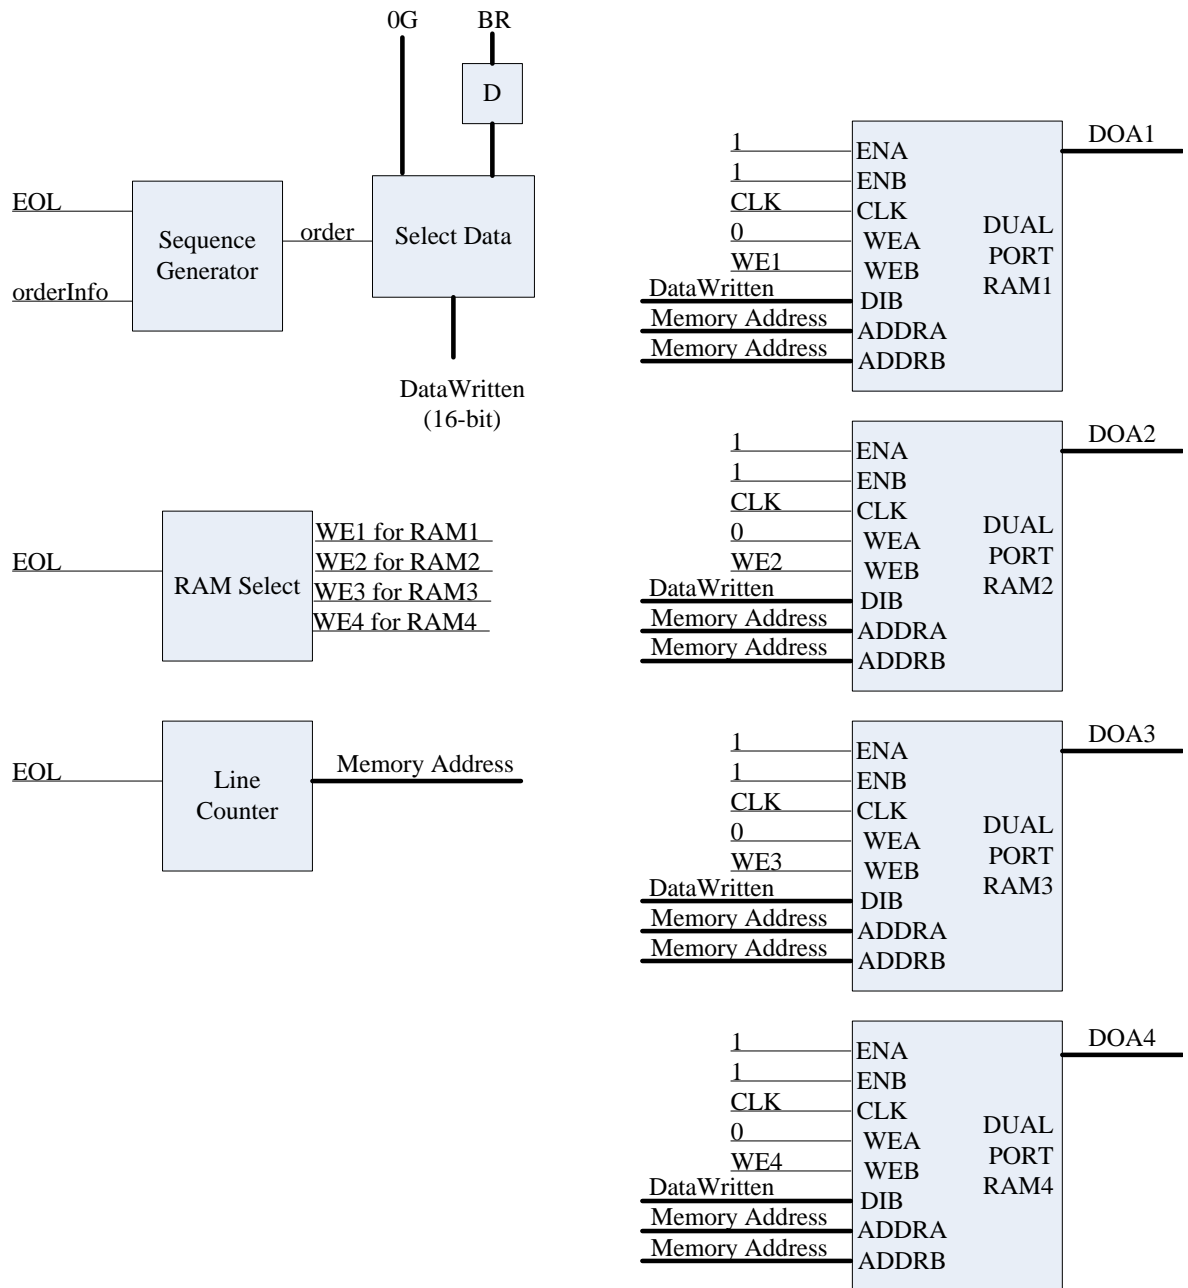 0G
BR
D
EOL
orderInfo
Sequence
Generator
order
Select Data
DataWritten
(16-bit)
EOL
RAM Select
WE1 for RAM1
WE2 for RAM2
WE3 for RAM3
WE4 for RAM4
EOL
Line
Counter
Memory Address
1
ENA
1
ENB
CLK
CLK
0
WEA
WE1
WEB
DataWritten
DIB
Memory Address
ADDRA
Memory Address
ADDRB
DUAL
PORT
RAM1
DOA1
1
ENA
1
ENB
CLK
CLK
0
WEA
WE2
WEB
DataWritten
DIB
Memory Address
ADDRA
Memory Address
ADDRB
DUAL
PORT
RAM2
DOA2
1
ENA
1
ENB
CLK
CLK
0
WEA
WE3
WEB
DataWritten
DIB
Memory Address
ADDRA
Memory Address
ADDRB
DUAL
PORT
RAM3
DOA3
1
ENA
1
ENB
CLK
CLK
0
WEA
WE4
WEB
DataWritten
DIB
Memory Address
ADDRA
Memory Address
ADDRB
DUAL
PORT
RAM4
DOA4